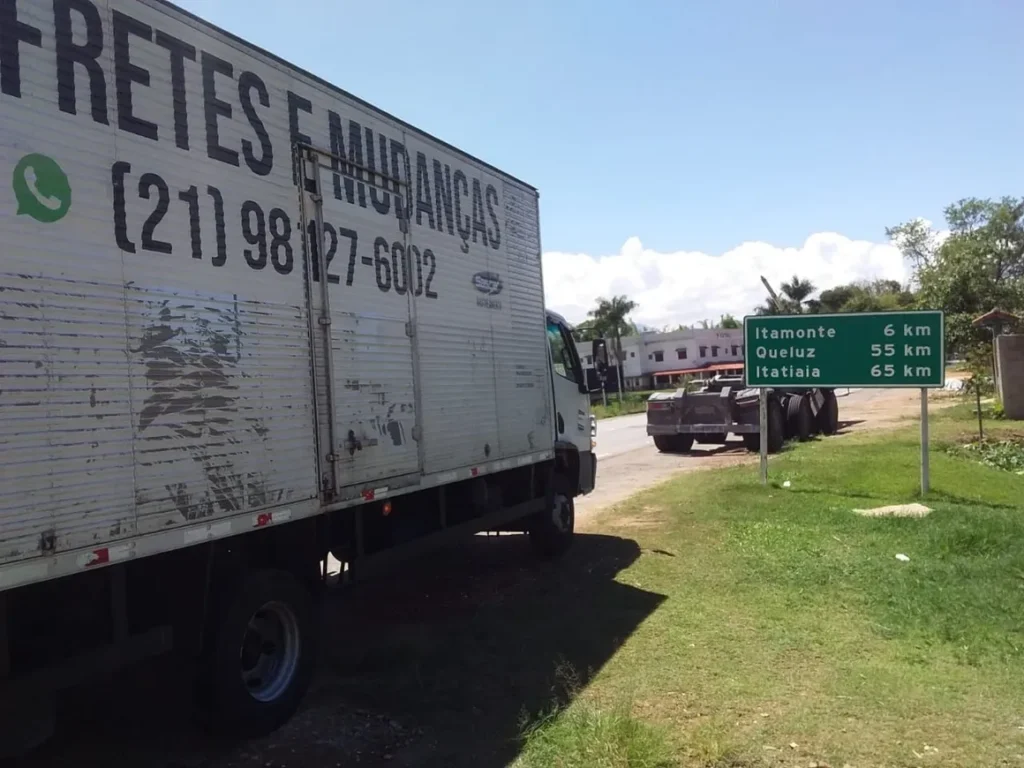 FRETES E MUDANÇAS
(21) 98127-6002
Itamonte 6 km
Queluz 55 km
Itatiaia 65 km